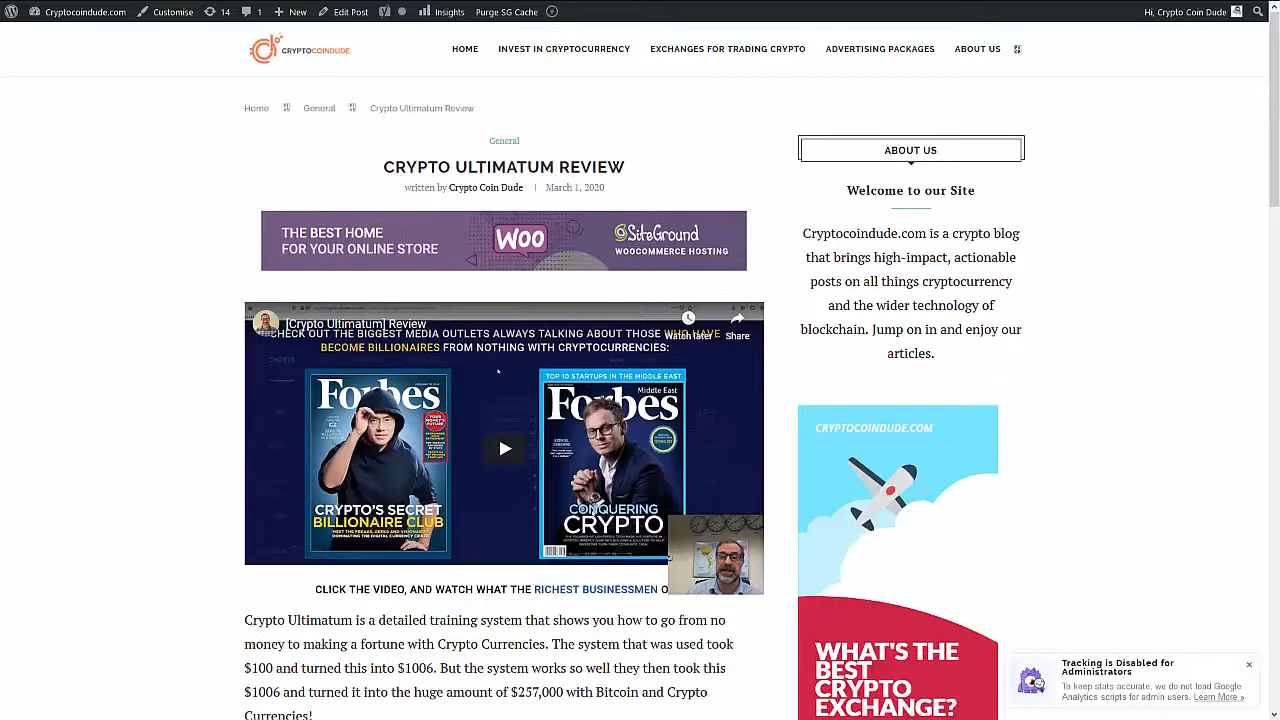 Cryptocoindude.com Customise 14 1 New Edit Post Insights Purge SG Cache Hi, Crypto Coin Dude
CRYPTOCOINDUDE
HOME INVEST IN CRYPTOCURRENCY EXCHANGES FOR TRADING CRYPTO ADVERTISING PACKAGES ABOUT US
Home General Crypto Ultimatum Review
General
CRYPTO ULTIMATUM REVIEW
written by Crypto Coin Dude | March 1, 2020
THE BEST HOME
FOR YOUR ONLINE STORE
WOO
SiteGround
WOOCOMMERCE HOSTING
[Crypto Ultimatum] Review
Watch later
Share
CHECK OUT THE BIGGEST MEDIA OUTLETS ALWAYS TALKING ABOUT THOSE WHO HAVE
BECOME BILLIONAIRES FROM NOTHING WITH CRYPTOCURRENCIES:
Forbes
CRYPTO'S SECRET
BILLIONAIRE CLUB
MEET THE FREAKS, GEEKS AND VISIONARIES
DOMINATING THE DIGITAL CURRENCY CRAZE
TOP 10 STARTUPS IN THE MIDDLE EAST
Middle East
Forbes
CONQUERING
CRYPTO
CLICK THE VIDEO, AND WATCH WHAT THE RICHEST BUSINESSMEN O
Crypto Ultimatum is a detailed training system that shows you how to go from no
money to making a fortune with Crypto Currencies. The system that was used took
$100 and turned this into $1006. But the system works so well they then took this
$1006 and turned it into the huge amount of $257,000 with Bitcoin and Crypto
Currencies!
ABOUT US
Welcome to our Site
Cryptocoindude.com is a crypto blog
that brings high-impact, actionable
posts on all things cryptocurrency
and the wider technology of
blockchain. Jump on in and enjoy our
articles.
CRYPTOCOINDUDE.COM
WHAT'S THE
BEST
CRYPTO
EXCHANGE?
Tracking is Disabled for
Administrators
To keep stats accurate, we do not load Google
Analytics scripts for admin users. Learn More »